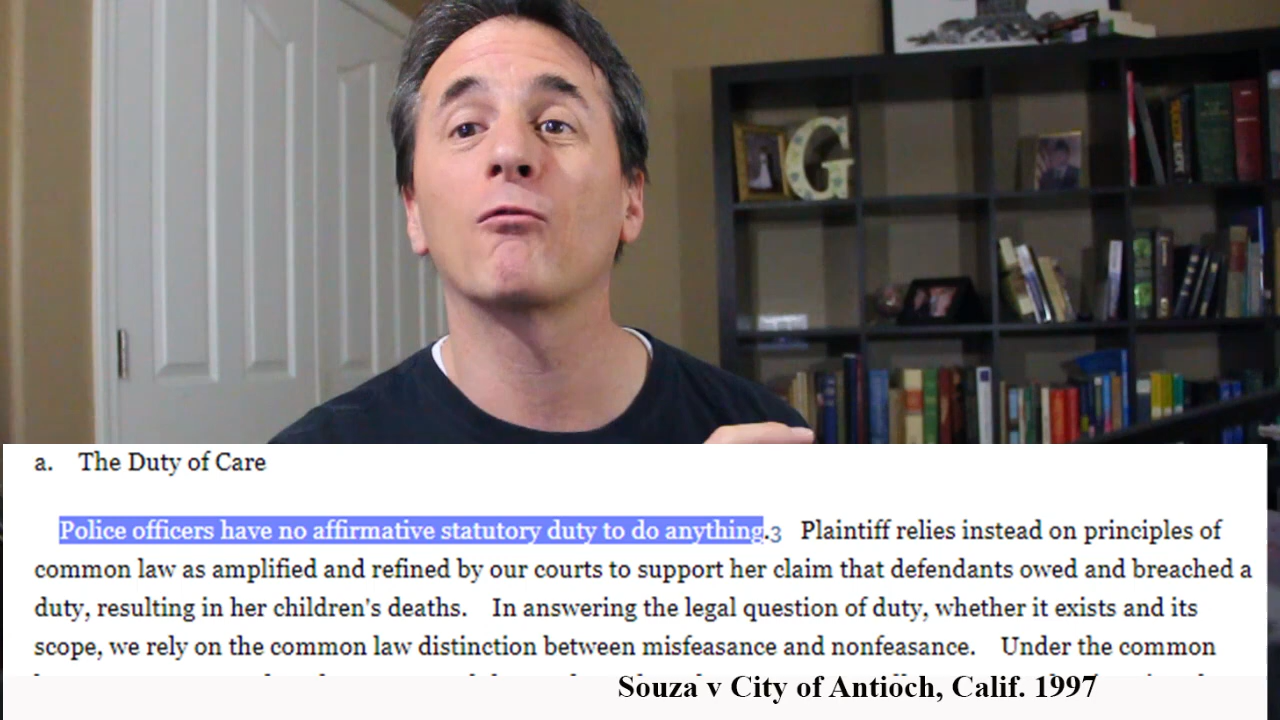 G
a. The Duty of Care
Police officers have no affirmative statutory duty to do anything.3 Plaintiff relies instead on principles of
common law as amplified and refined by our courts to support her claim that defendants owed and breached a
duty, resulting in her children's deaths. In answering the legal question of duty, whether it exists and its
scope, we rely on the common law distinction between misfeasance and nonfeasance. Under the common
Souza v City of Antioch, Calif. 1997